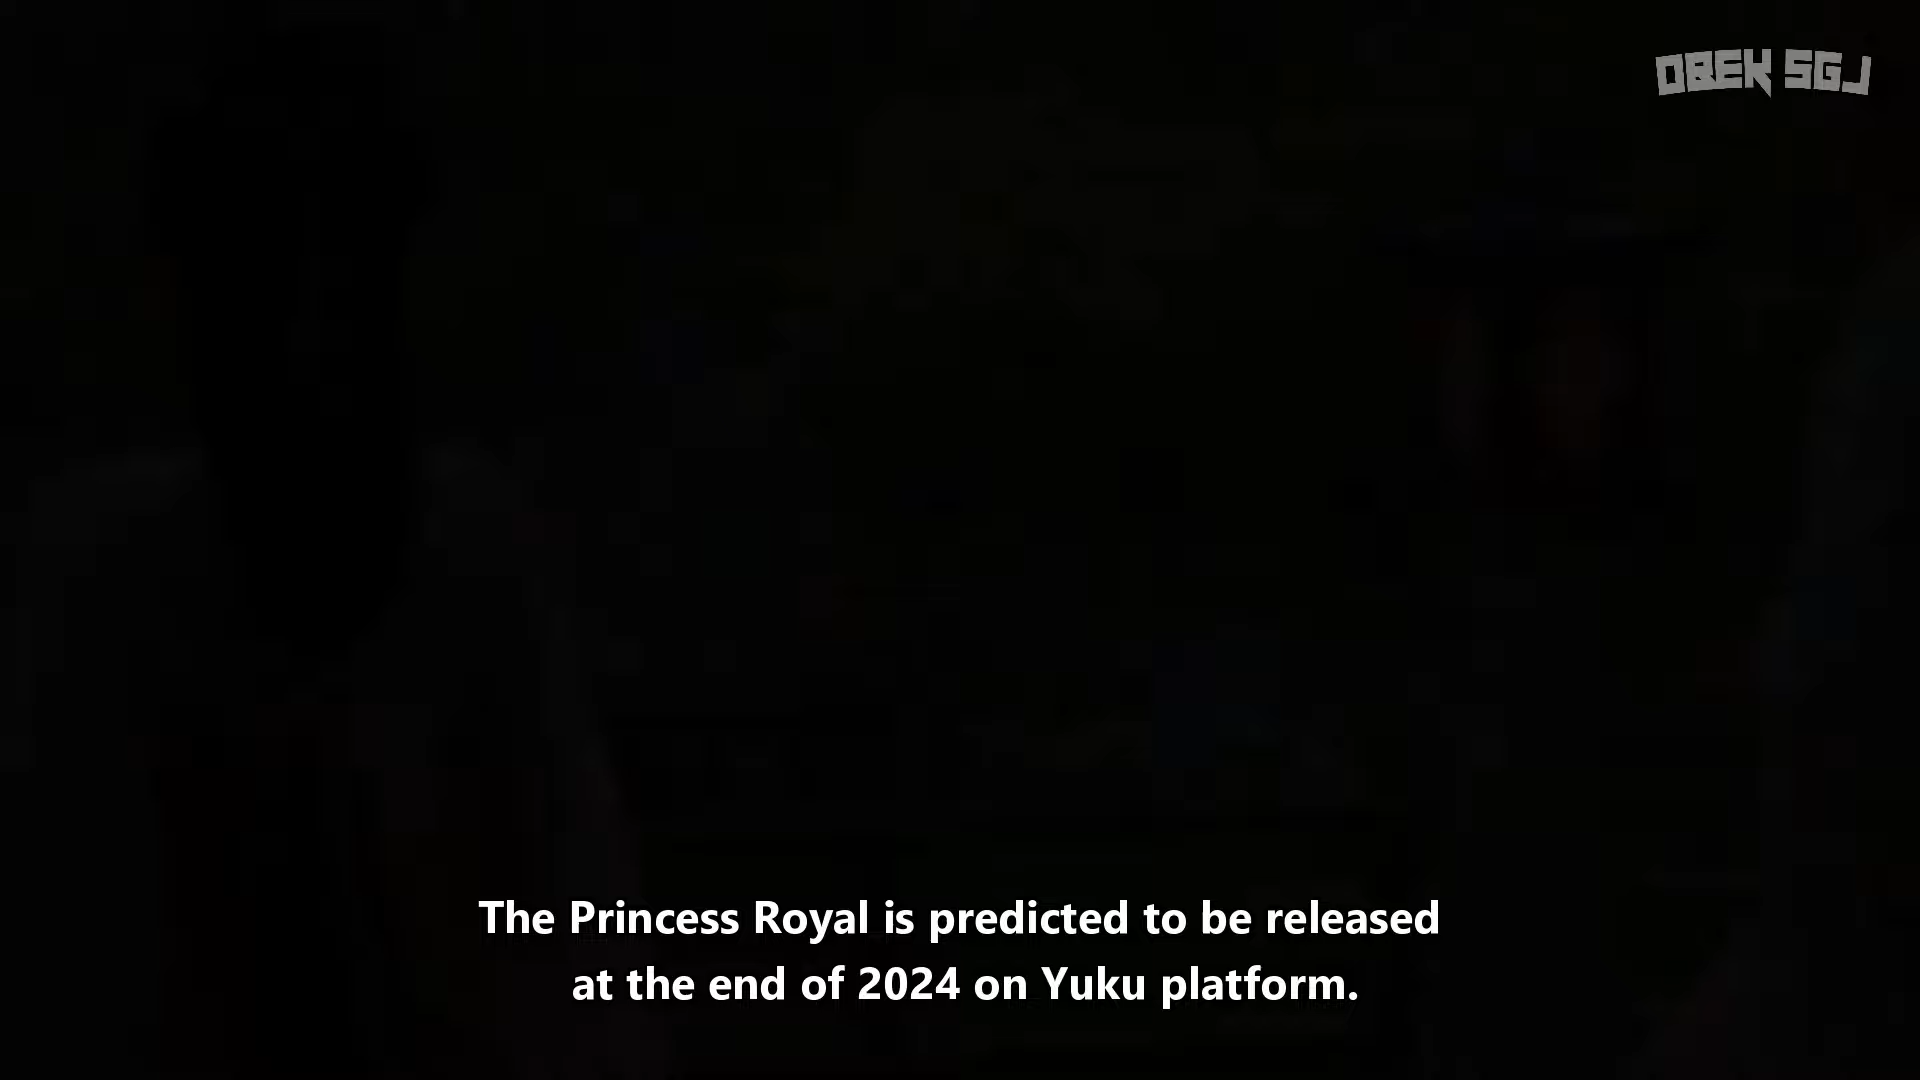 OBEK SGJ
The Princess Royal is predicted to be released
at the end of 2024 on Yuku platform.